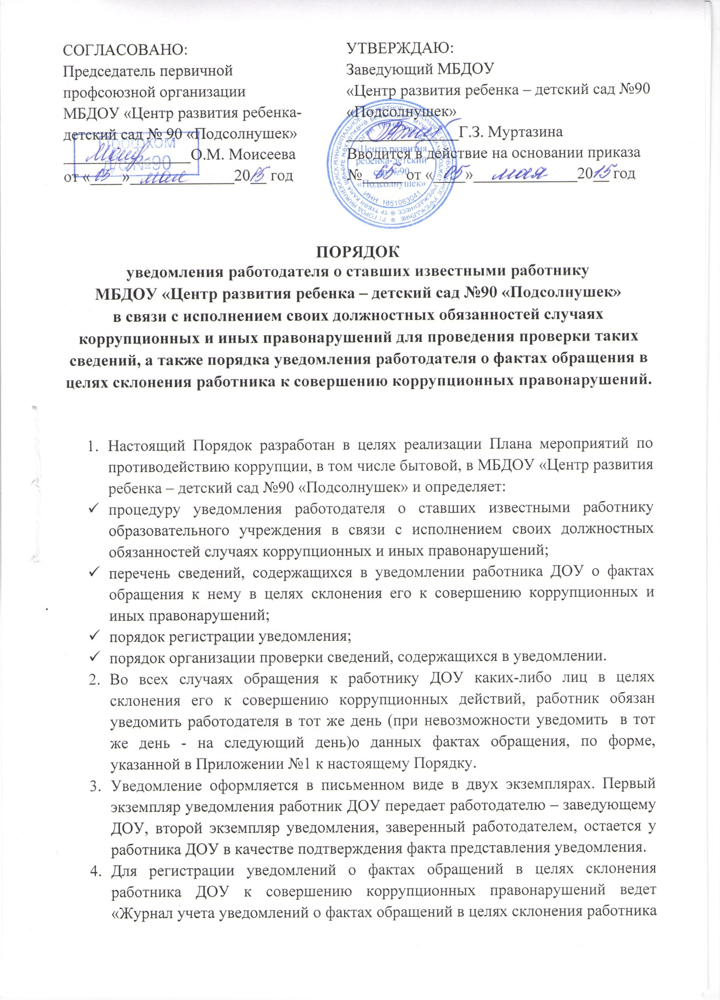 СОГЛАСОВАНО:
Председатель первичной
профсоюзной организации
МБДОУ «Центр развития ребенка-
детский сад № 90 «Подсолнушек»
О.М. Моисеева
от «05» мая 2015 год
Профком
Д/С №90
УТВЕРЖДАЮ:
Заведующий МБДОУ
«Центр развития ребенка – детский сад №90
«Подсолнушек»
Г.З. Муртазина
Вводится в действие на основании приказа
№ 65 от «05» мая 2015 год
«Центр развития
ребенка-детский
сад №90
«Подсолнушек»
ИНН 1651063041
ПОРЯДОК
уведомления работодателя о ставших известными работнику
МБДОУ «Центр развития ребенка – детский сад №90 «Подсолнушек»
в связи с исполнением своих должностных обязанностей случаях
коррупционных и иных правонарушений для проведения проверки таких
сведений, а также порядка уведомления работодателя о фактах обращения в
целях склонения работника к совершению коррупционных правонарушений.
1. Настоящий Порядок разработан в целях реализации Плана мероприятий по
противодействию коррупции, в том числе бытовой, в МБДОУ «Центр развития
ребенка – детский сад №90 «Подсолнушек» и определяет:
✓ процедуру уведомления работодателя о ставших известными работнику
образовательного учреждения в связи с исполнением своих должностных
обязанностей случаях коррупционных и иных правонарушений;
✓ перечень сведений, содержащихся в уведомлении работника ДОУ о фактах
обращения к нему в целях склонения его к совершению коррупционных и
иных правонарушений;
✓ порядок регистрации уведомления;
✓ порядок организации проверки сведений, содержащихся в уведомлении.
2. Во всех случаях обращения к работнику ДОУ каких-либо лиц в целях
склонения его к совершению коррупционных действий, работник обязан
уведомить работодателя в тот же день (при невозможности уведомить в тот
же день - на следующий день)о данных фактах обращения, по форме,
указанной в Приложении №1 к настоящему Порядку.
3. Уведомление оформляется в письменном виде в двух экземплярах. Первый
экземпляр уведомления работник ДОУ передает работодателю – заведующему
ДОУ, второй экземпляр уведомления, заверенный работодателем, остается у
работника ДОУ в качестве подтверждения факта представления уведомления.
4. Для регистрации уведомлений о фактах обращений в целях склонения
работника ДОУ к совершению коррупционных правонарушений ведет
«Журнал учета уведомлений о фактах обращений в целях склонения работника